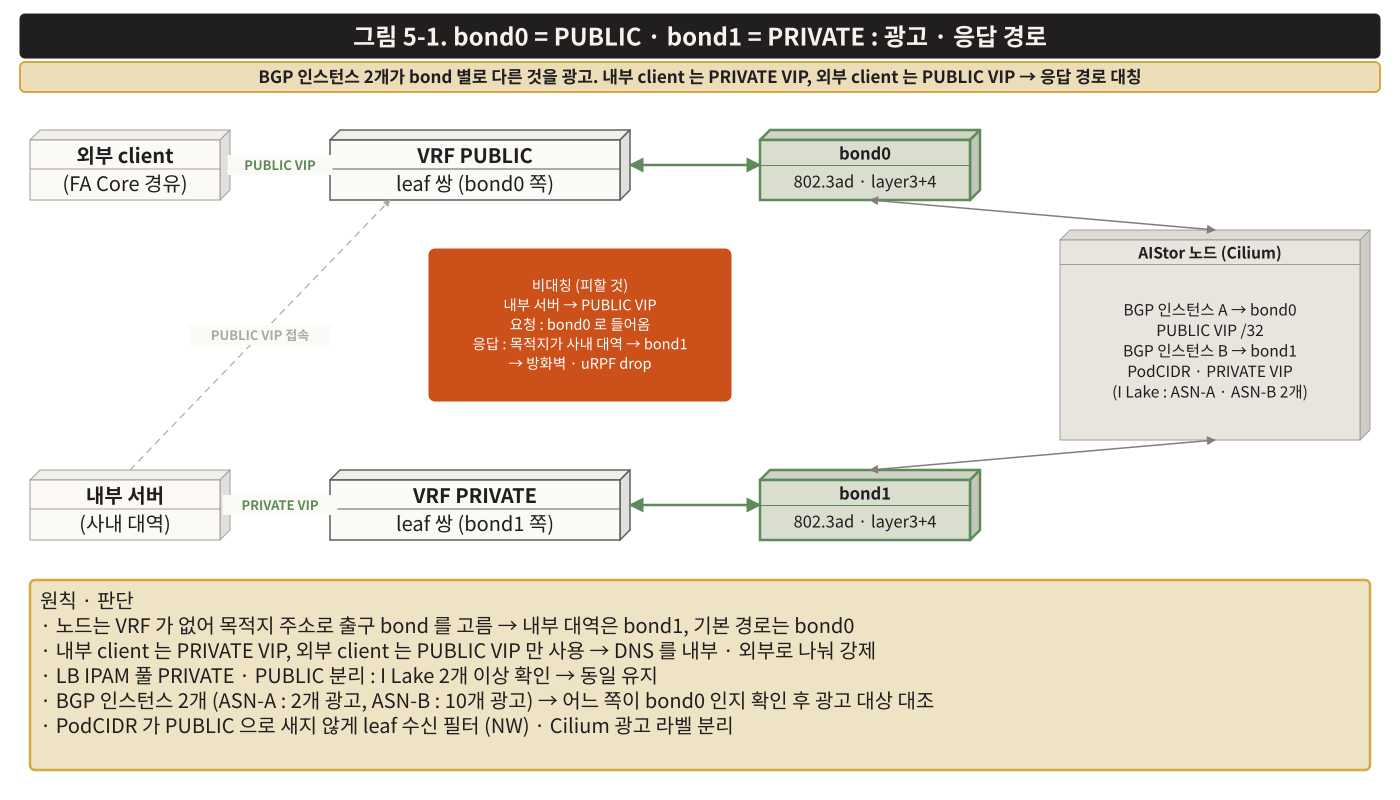 그림 5-1. bond0 = PUBLIC · bond1 = PRIVATE : 광고 · 응답 경로
BGP 인스턴스 2개가 bond 별로 다른 것을 광고. 내부 client 는 PRIVATE VIP, 외부 client 는 PUBLIC VIP → 응답 경로 대칭
외부 client
(FA Core 경유)
PUBLIC VIP
VRF PUBLIC
leaf 쌍 (bond0 쪽)
bond0
802.3ad · layer3+4
AIStor 노드 (Cilium)
BGP 인스턴스 A → bond0
PUBLIC VIP /32
BGP 인스턴스 B → bond1
PodCIDR · PRIVATE VIP
(I Lake : ASN-A · ASN-B 2개)
비대칭 (피할 것)
내부 서버 → PUBLIC VIP
요청 : bond0 로 들어옴
응답 : 목적지가 사내 대역 → bond1
→ 방화벽 · uRPF drop
PUBLIC VIP 접속
내부 서버
(사내 대역)
PRIVATE VIP
VRF PRIVATE
leaf 쌍 (bond1 쪽)
bond1
802.3ad · layer3+4
원칙 · 판단
· 노드는 VRF 가 없어 목적지 주소로 출구 bond 를 고름 → 내부 대역은 bond1, 기본 경로는 bond0
· 내부 client 는 PRIVATE VIP, 외부 client 는 PUBLIC VIP 만 사용 → DNS 를 내부 · 외부로 나눠 강제
· LB IPAM 풀 PRIVATE · PUBLIC 분리 : I Lake 2개 이상 확인 → 동일 유지
· BGP 인스턴스 2개 (ASN-A : 2개 광고, ASN-B : 10개 광고) → 어느 쪽이 bond0 인지 확인 후 광고 대상 대조
· PodCIDR 가 PUBLIC 으로 새지 않게 leaf 수신 필터 (NW) · Cilium 광고 라벨 분리